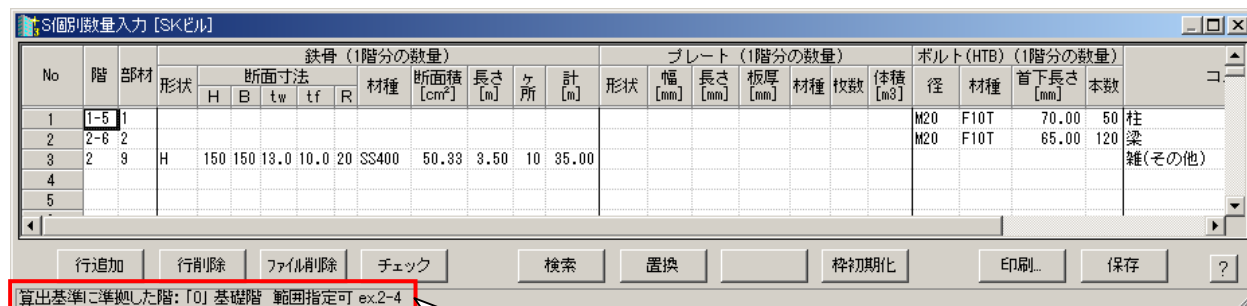 S個別数量入力 [SKビル]
鉄骨（1階分の数量） プレート（1階分の数量） ボルト(HTB)（1階分の数量）
No 階 部材 形状 断面寸法 材種 断面積[cm²] 長さ[m] ケ所 計[m] 形状 幅[mm] 長さ[mm] 板厚[mm] 材種 枚数 体積[m3] 径 材種 首下長さ[mm] 本数 コ
H B tw tf R
1 1-5 1 M20 F10T 70.00 50 柱
2 2-6 2 M20 F10T 65.00 120 梁
3 2 9 H 150 150 13.0 10.0 20 SS400 50.33 3.50 10 35.00 雑(その他)
4
5
行追加 行削除 ファイル削除 チェック 検索 置換 枠初期化 印刷... 保存 ?
算出基準に準拠した階:「0」基礎階 範囲指定可 ex.2-4